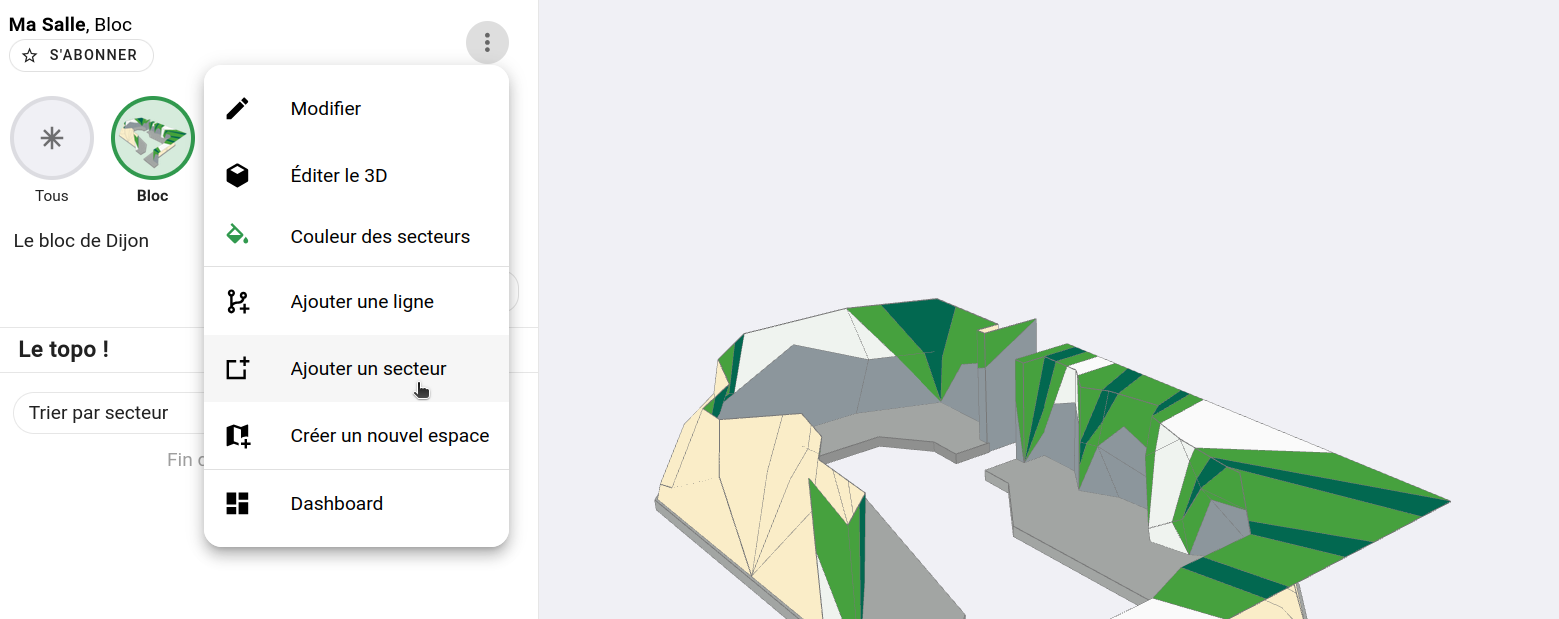 Ma Salle, Bloc
S'ABONNER
Tous
Bloc
Le bloc de Dijon
Le topo !
Trier par secteur
Fin
Modifier
Éditer le 3D
Couleur des secteurs
Ajouter une ligne
Ajouter un secteur
Créer un nouvel espace
Dashboard